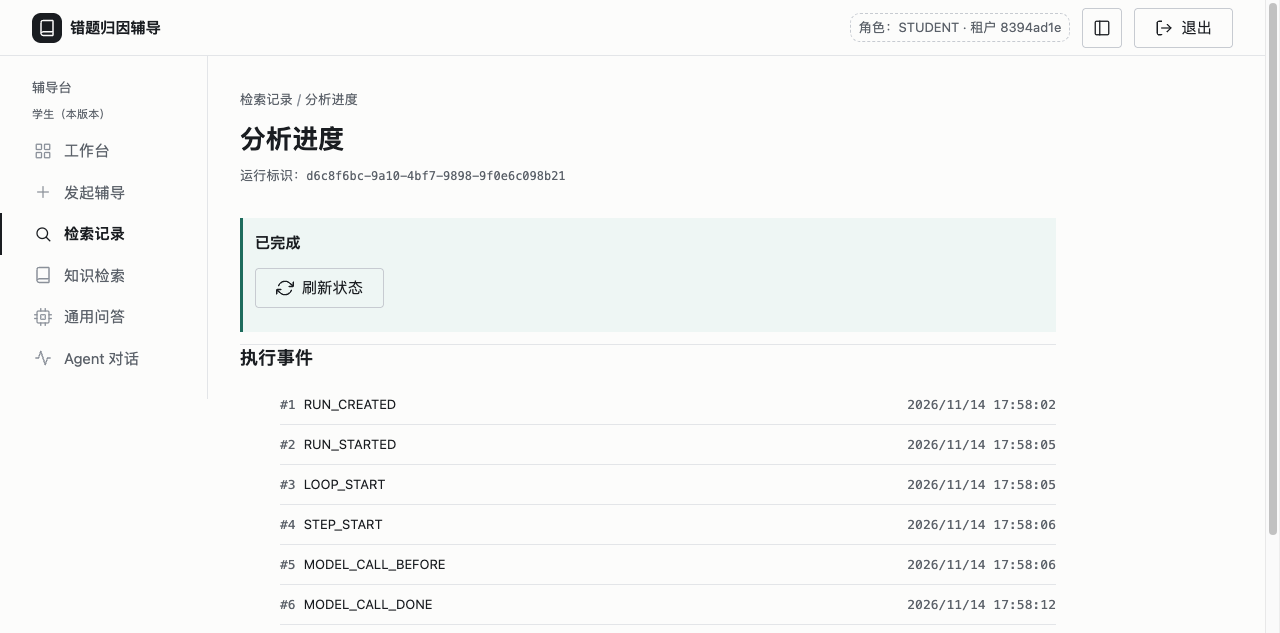 错题归因辅导
角色：STUDENT · 租户 8394ad1e
退出
辅导台
学生（本版本）
工作台
发起辅导
检索记录
知识检索
通用问答
Agent 对话
检索记录 / 分析进度
分析进度
运行标识：d6c8f6bc-9a10-4bf7-9898-9f0e6c098b21
已完成
刷新状态
执行事件
#1 RUN_CREATED 2026/11/14 17:58:02
#2 RUN_STARTED 2026/11/14 17:58:05
#3 LOOP_START 2026/11/14 17:58:05
#4 STEP_START 2026/11/14 17:58:06
#5 MODEL_CALL_BEFORE 2026/11/14 17:58:06
#6 MODEL_CALL_DONE 2026/11/14 17:58:12